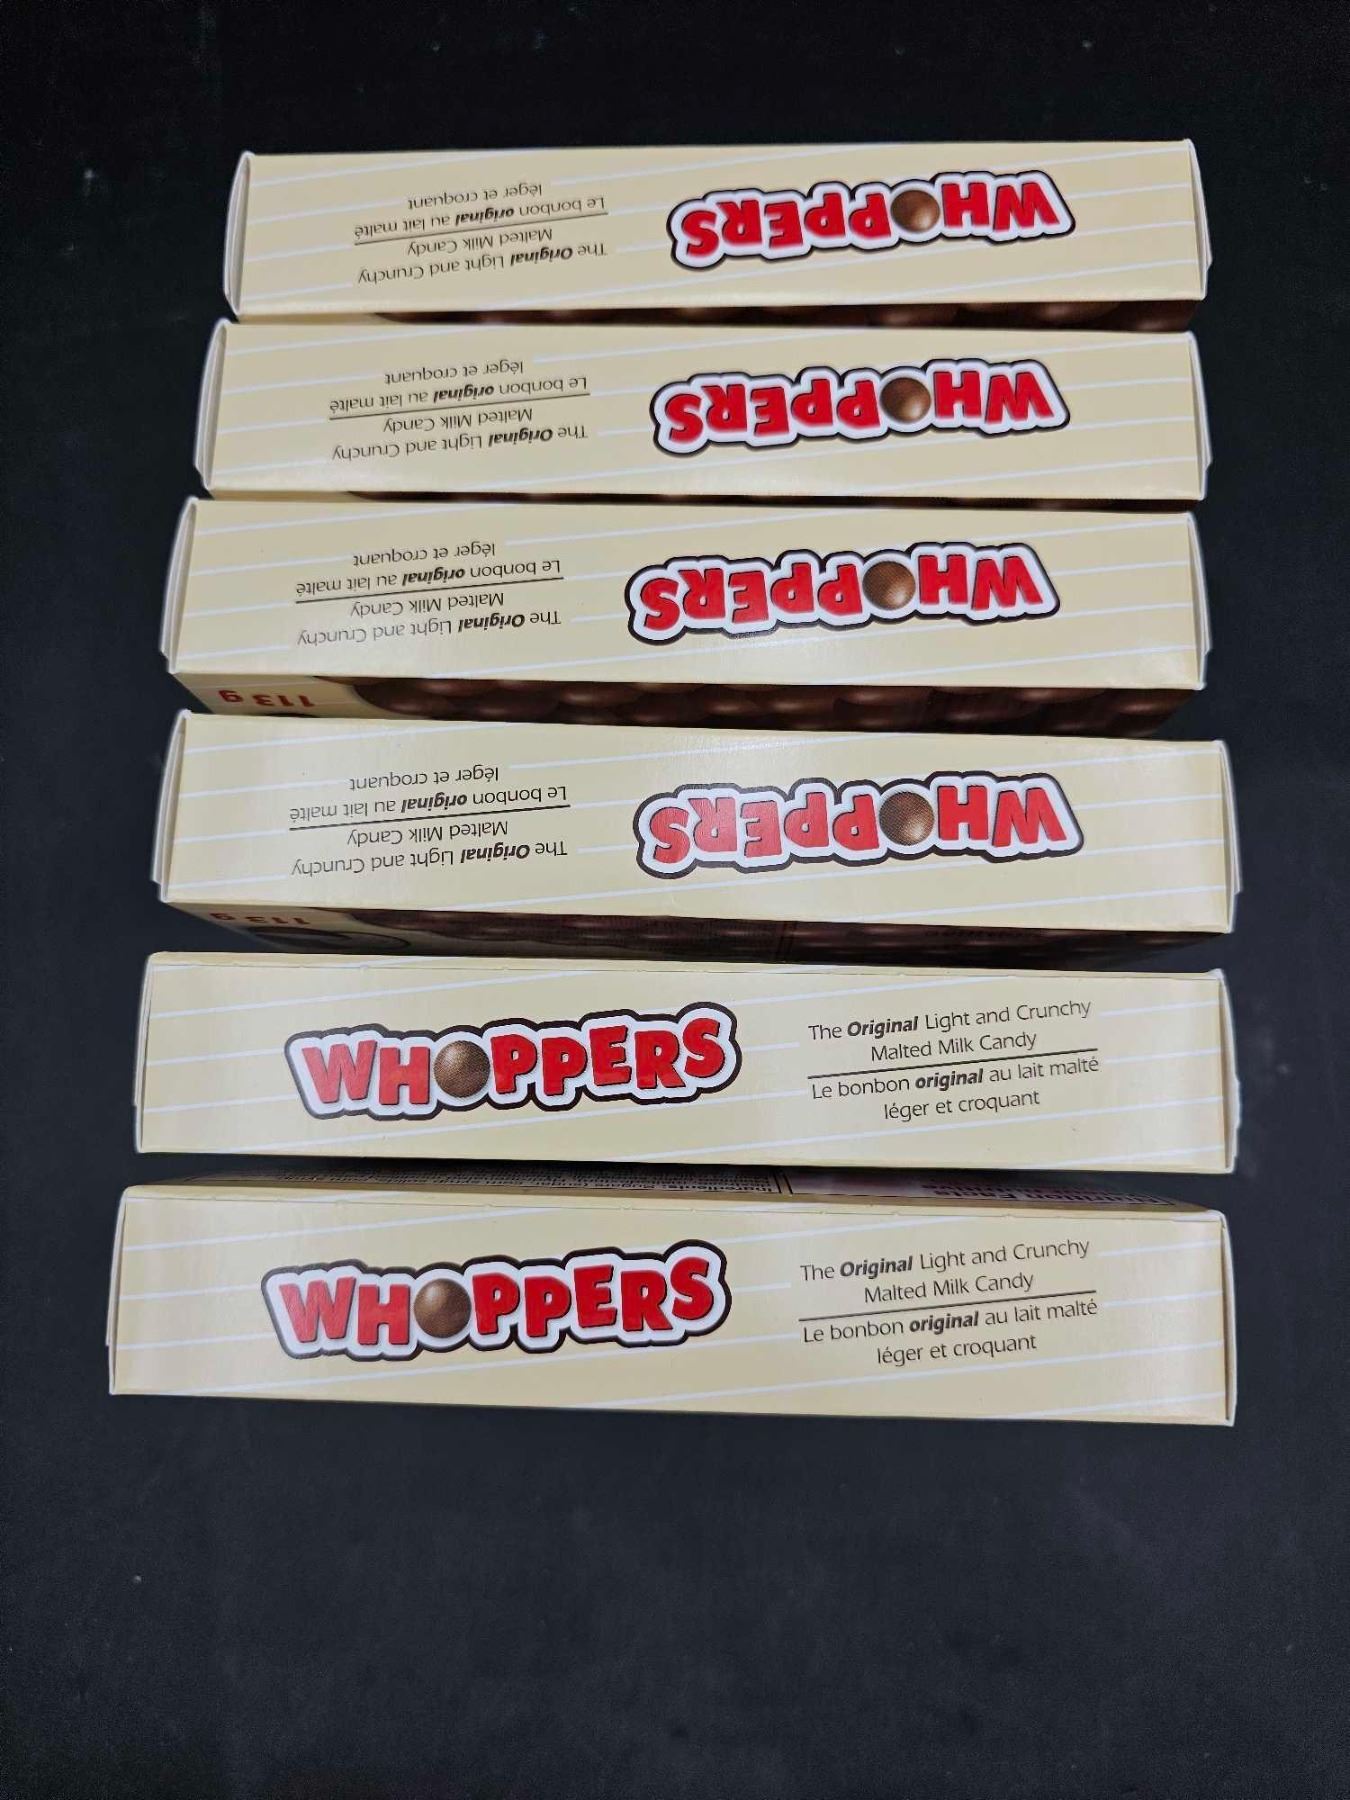 WHOPPERS
The Original Light and Crunchy
Malted Milk Candy
Le bonbon original au lait malté
léger et croquant
WHOPPERS
The Original Light and Crunchy
Malted Milk Candy
Le bonbon original au lait malté
léger et croquant
WHOPPERS
The Original Light and Crunchy
Malted Milk Candy
Le bonbon original au lait malté
léger et croquant
113 g
WHOPPERS
The Original Light and Crunchy
Malted Milk Candy
Le bonbon original au lait malté
léger et croquant
113 g
WHOPPERS
The Original Light and Crunchy
Malted Milk Candy
Le bonbon original au lait malté
léger et croquant
Nutrition Facts
WHOPPERS
The Original Light and Crunchy
Malted Milk Candy
Le bonbon original au lait malté
léger et croquant